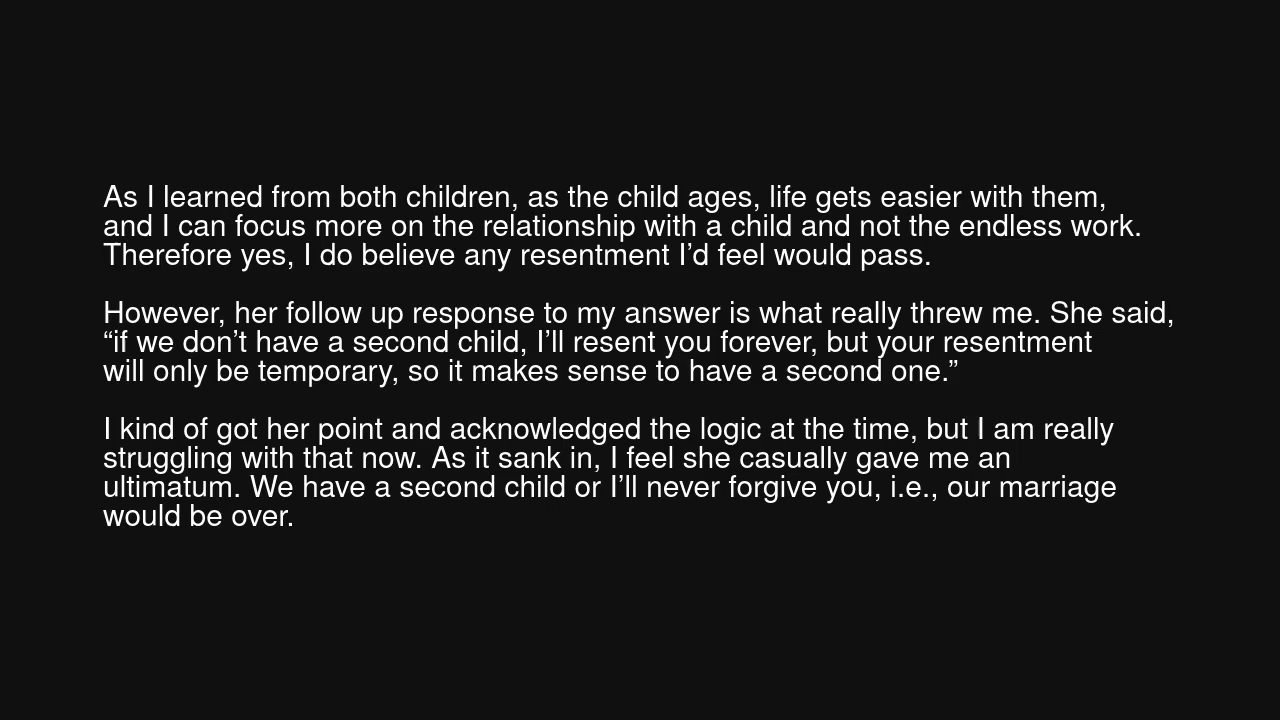 As I learned from both children, as the child ages, life gets easier with them,
and I can focus more on the relationship with a child and not the endless work.
Therefore yes, I do believe any resentment I’d feel would pass.
However, her follow up response to my answer is what really threw me. She said,
“if we don’t have a second child, I’ll resent you forever, but your resentment
will only be temporary, so it makes sense to have a second one.”
I kind of got her point and acknowledged the logic at the time, but I am really
struggling with that now. As it sank in, I feel she casually gave me an
ultimatum. We have a second child or I’ll never forgive you, i.e., our marriage
would be over.